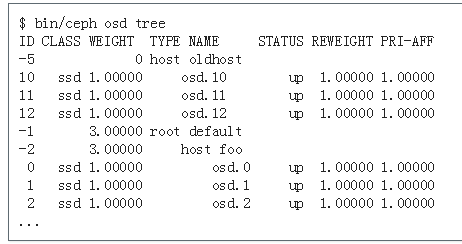 $ bin/ceph osd tree
ID CLASS WEIGHT  TYPE NAME     STATUS REWEIGHT PRI-AFF
-5             0 host oldhost
10   ssd 1.00000     osd.10        up  1.00000 1.00000
11   ssd 1.00000     osd.11        up  1.00000 1.00000
12   ssd 1.00000     osd.12        up  1.00000 1.00000
-1       3.00000 root default
-2       3.00000     host foo
 0   ssd 1.00000         osd.0     up  1.00000 1.00000
 1   ssd 1.00000         osd.1     up  1.00000 1.00000
 2   ssd 1.00000         osd.2     up  1.00000 1.00000
...